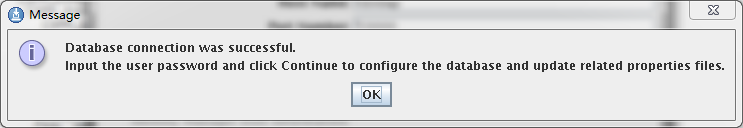 Message
Database connection was successful.
Input the user password and click Continue to configure the database and update related properties files.
OK